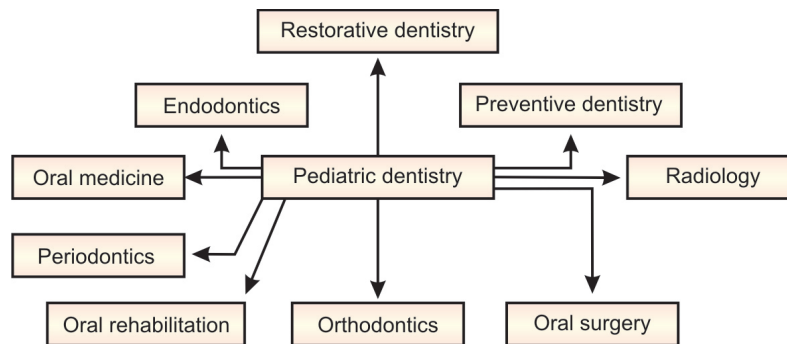 Restorative dentistry
Endodontics
Preventive dentistry
Oral medicine
Pediatric dentistry
Radiology
Periodontics
Oral rehabilitation
Orthodontics
Oral surgery